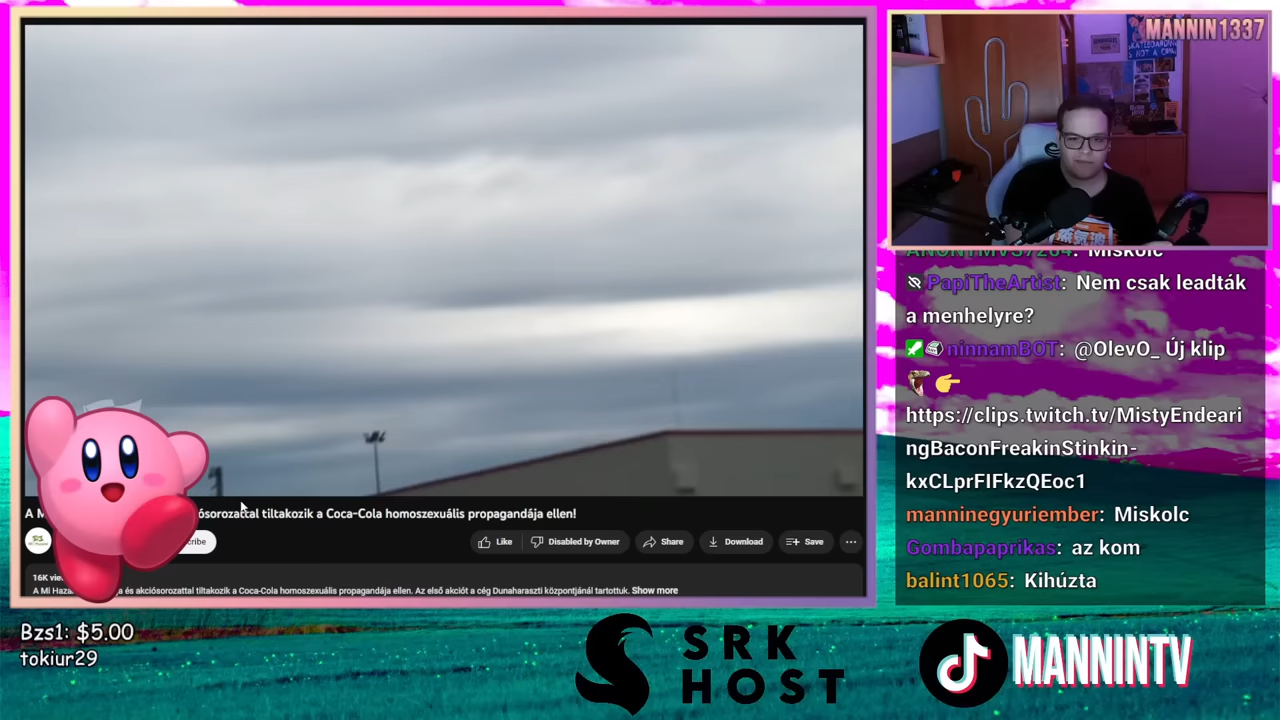 MANNIN1337
Miskolc
PapiTheArtist: Nem csak leadták
a menhelyre?
ninnamBOT: @OlevO_ Új klip
https://clips.twitch.tv/MistyEndeari
ngBaconFreakinStinkin-
kxCLprFIFkzQEoc1
manninegyuriember: Miskolc
Gombapaprikas: az kom
balint1065: Kihúzta
A M
tiltakozik a Coca-Cola homoszexuális propagandája ellen!
Like
Disabled by Owner
Share
Download
Save
16K
A Mi
és akciósorozattal tiltakozik a Coca-Cola homoszexuális propagandája ellen. Az első akciót a cég Dunaharaszti központjánál tartottuk. Show more
Bzs1: $5.00
tokiur29
SRK
HOST
MANNINTV